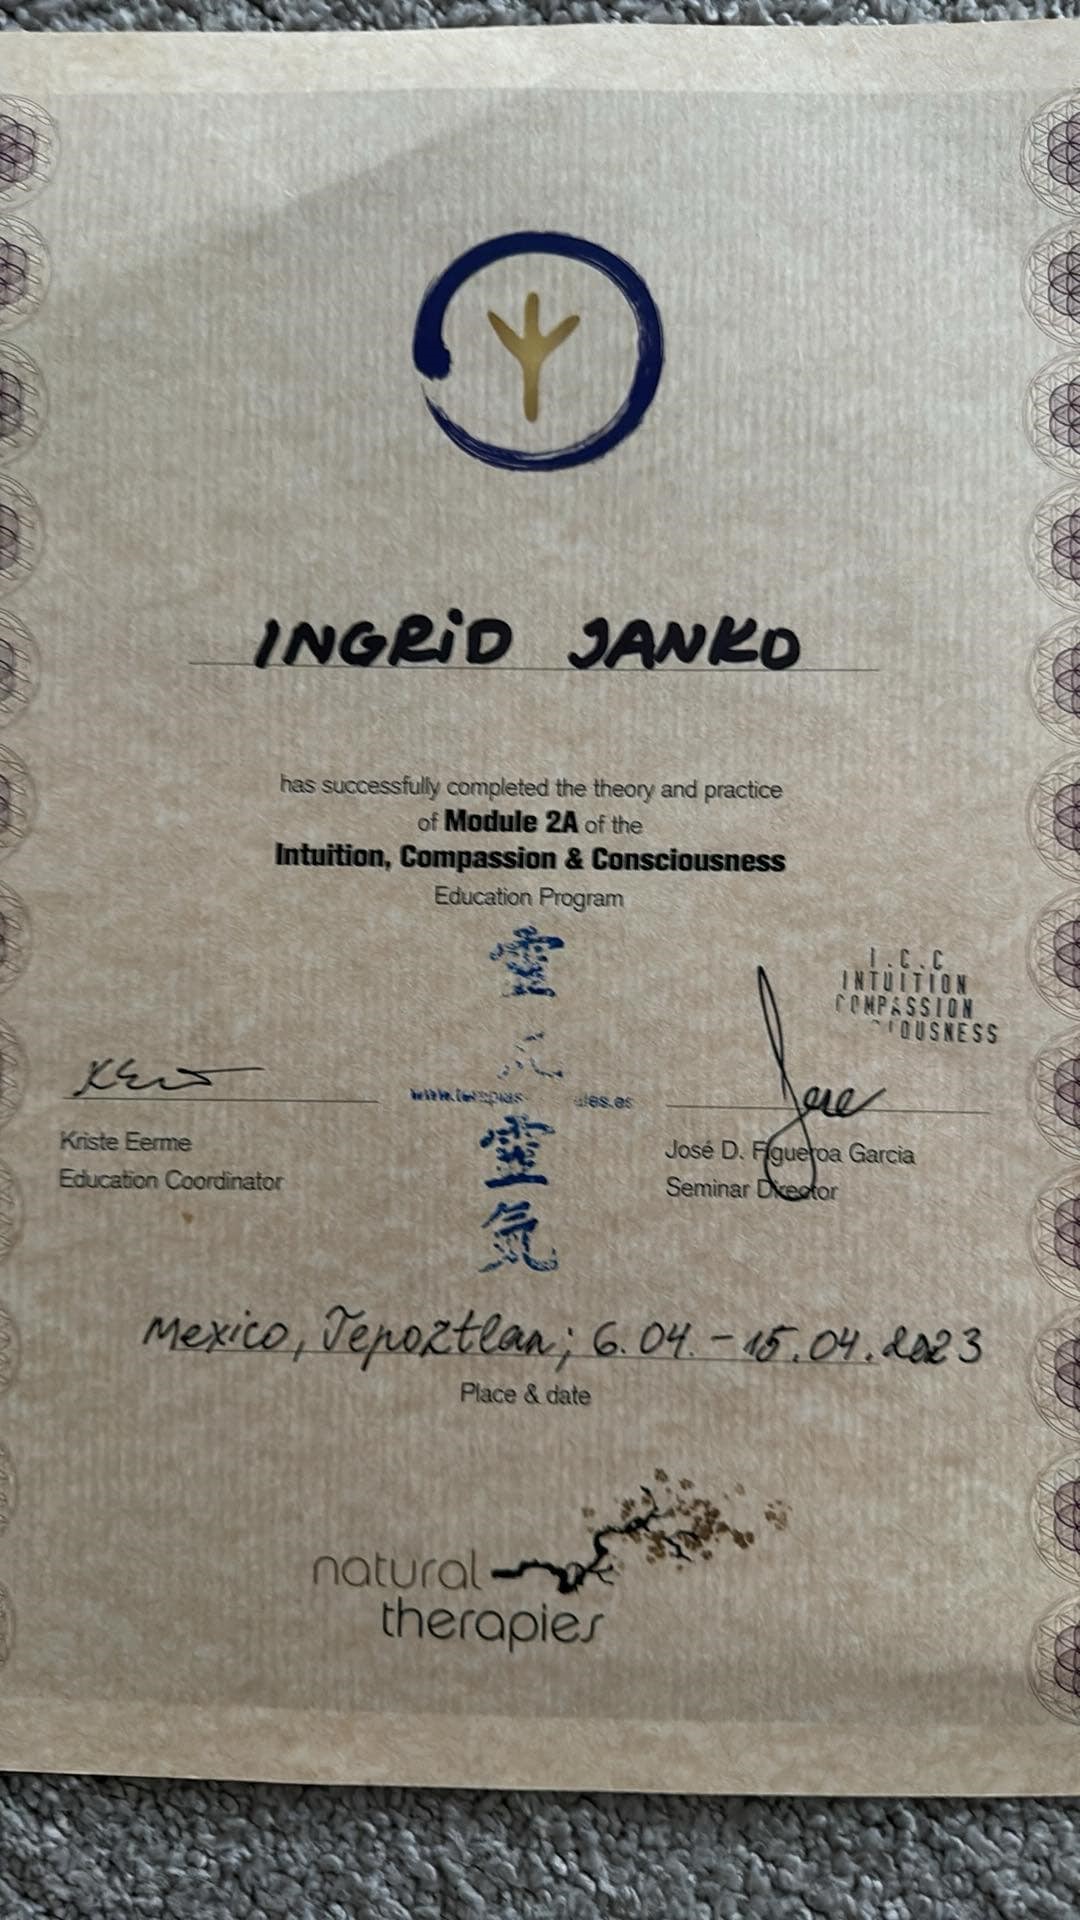 INGRID JANKO
has successfully completed the theory and practice
of Module 2A of the
Intuition, Compassion & Consciousness
Education Program
靈
I.C.C
INTUITION
COMPASSION
靈
気
Kriste Eerme
Education Coordinator
José D. Figueroa Garcia
Seminar Director
Mexico, Tepoztlan; 6.04. - 15.04.2023
Place & date
natural
therapies